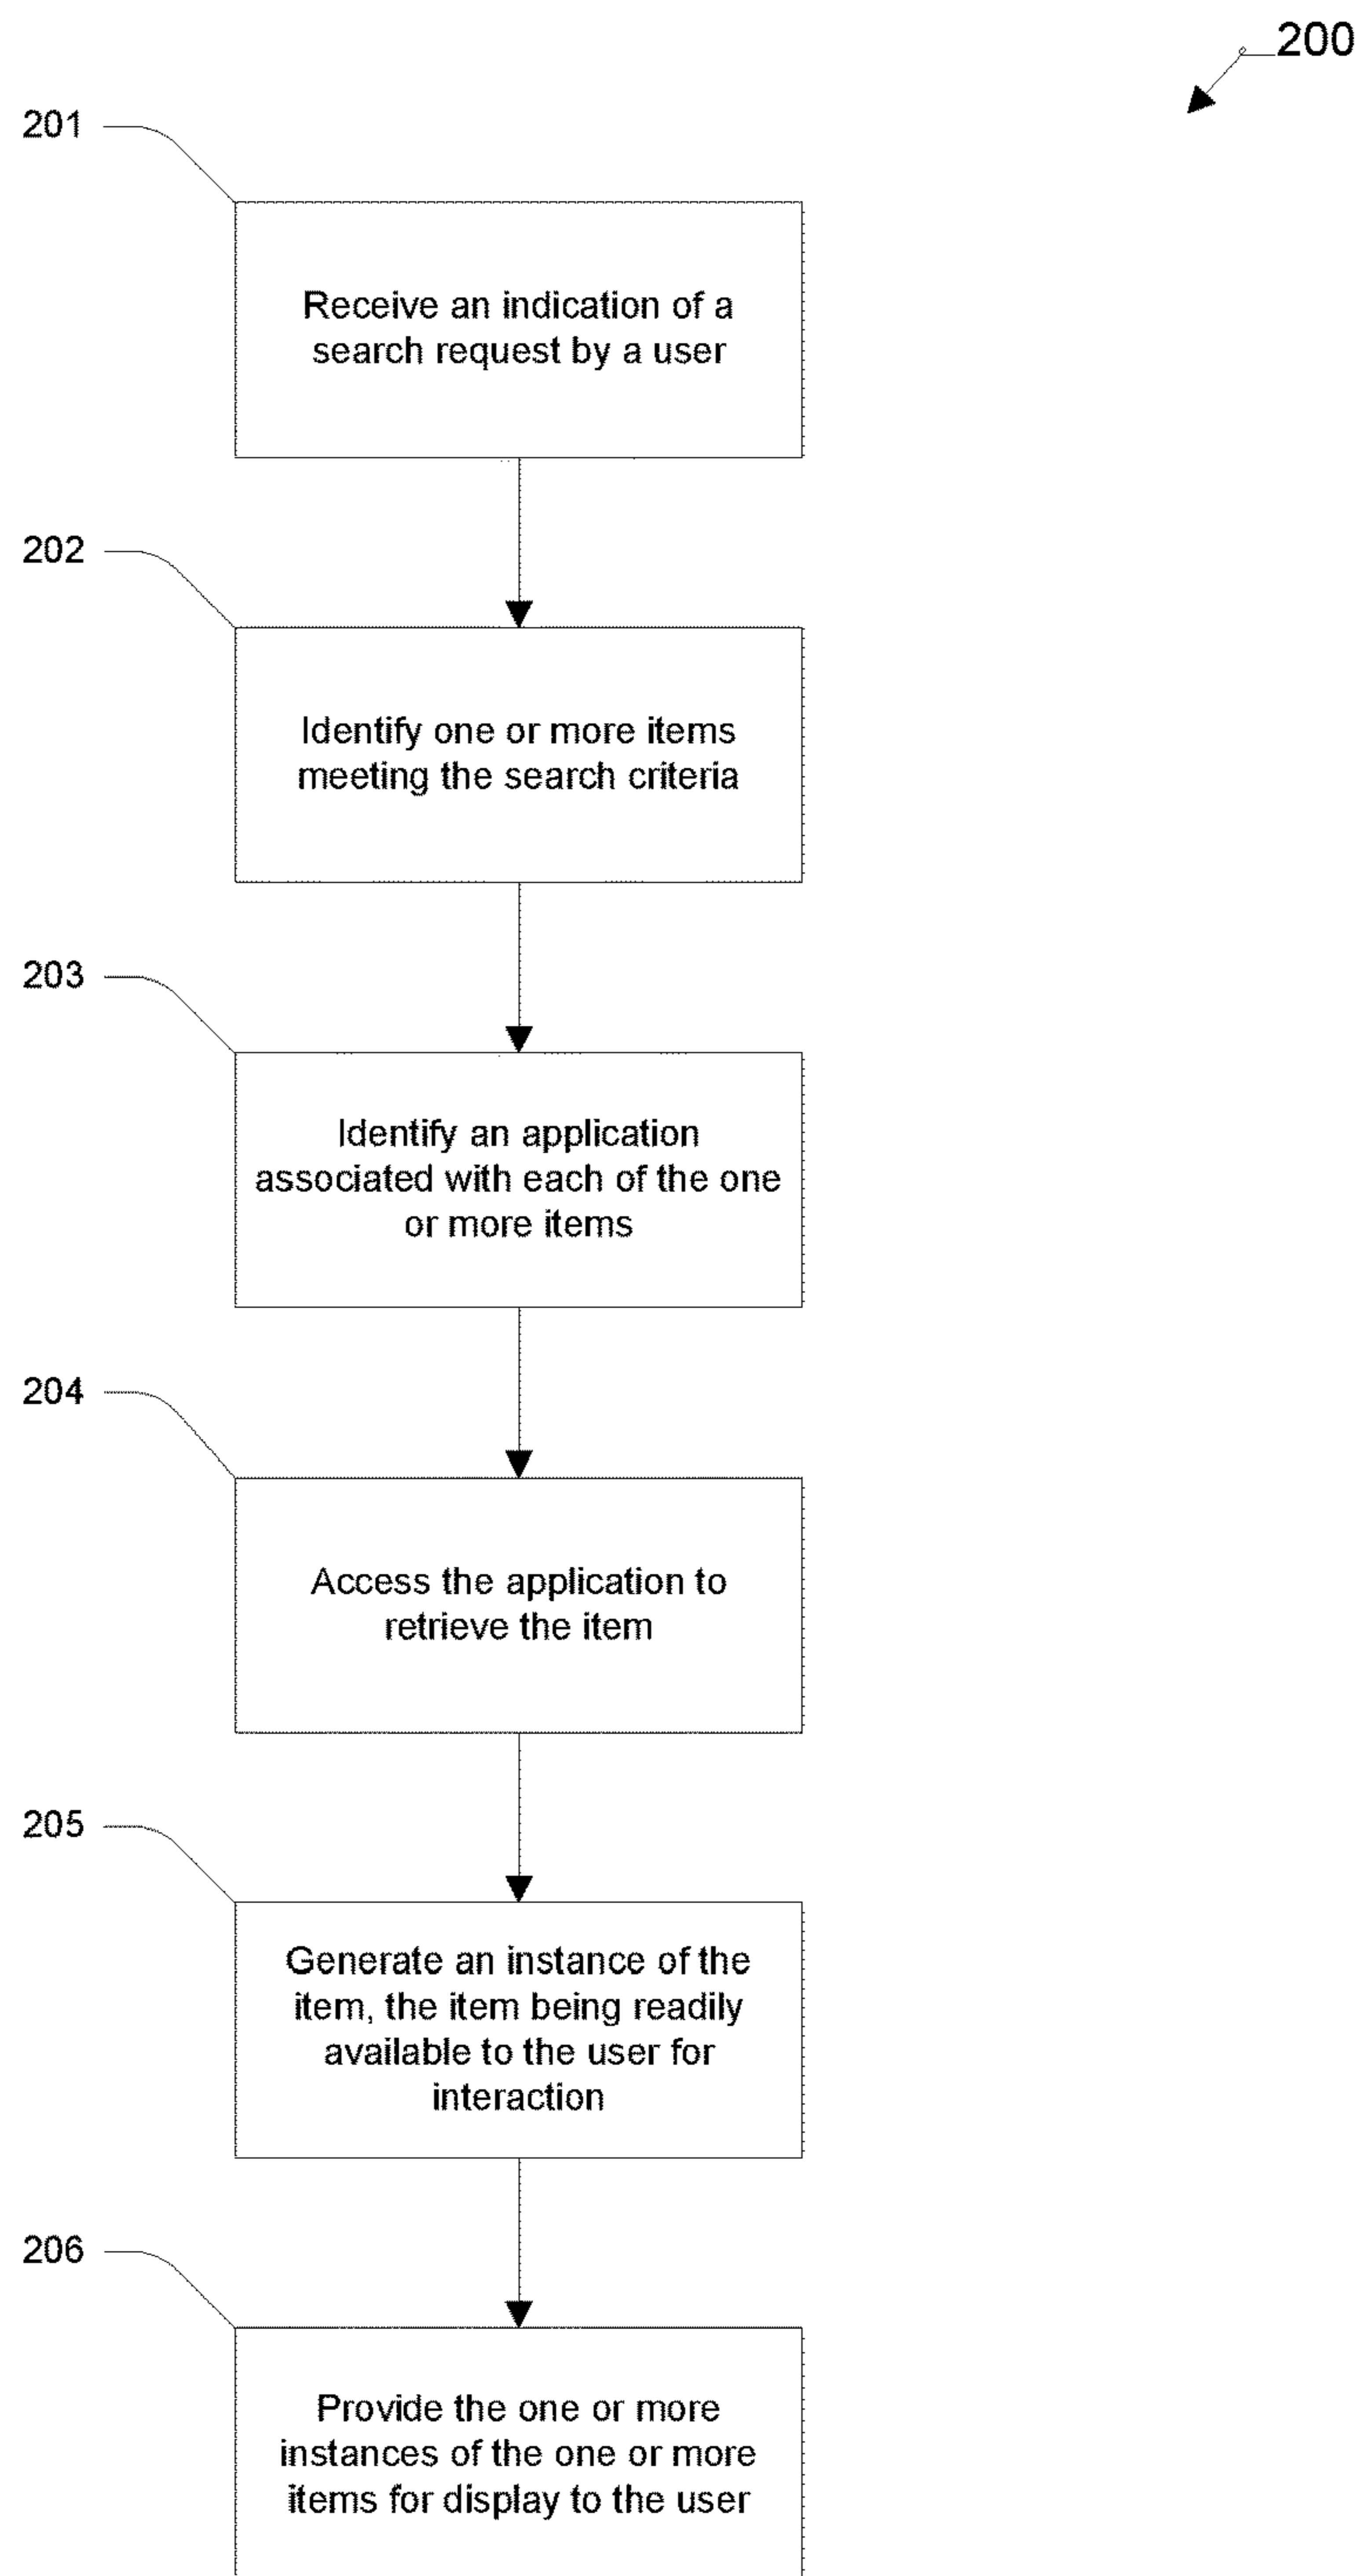 200
201
Receive an indication of a
search request by a user
202
Identify one or more items
meeting the search criteria
203
Identify an application
associated with each of the one
or more items
204
Access the application to
retrieve the item
205
Generate an instance of the
item, the item being readily
available to the user for
interaction
206
Provide the one or more
instances of the one or more
items for display to the user